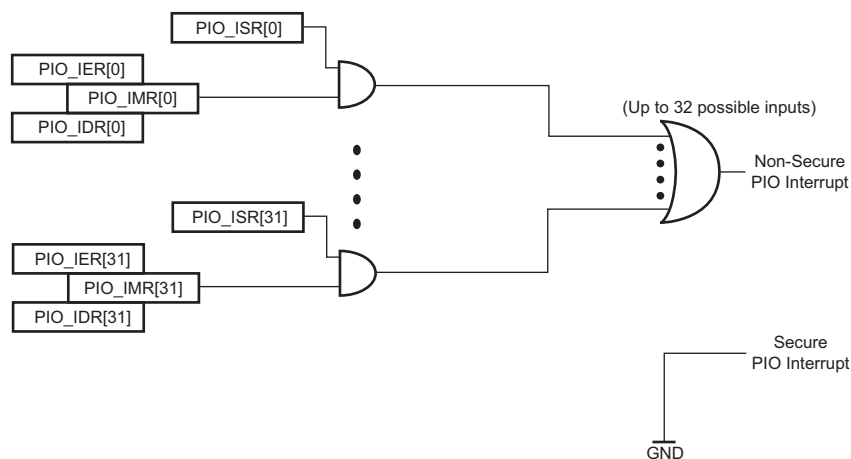 PIO_ISR[0]
PIO_IER[0]
PIO_IMR[0]
PIO_IDR[0]
(Up to 32 possible inputs)
Non-Secure
PIO Interrupt
PIO_ISR[31]
PIO_IER[31]
PIO_IMR[31]
PIO_IDR[31]
Secure
PIO Interrupt
GND